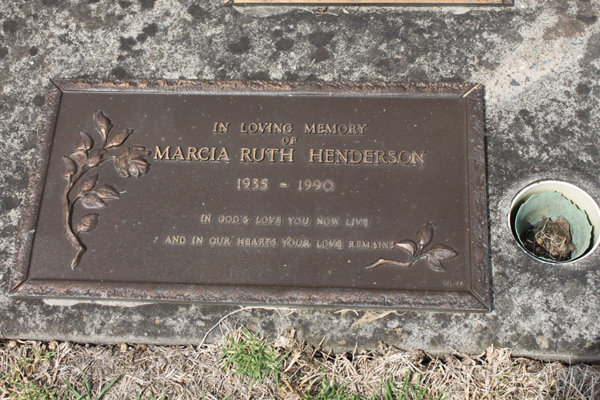 IN LOVING MEMORY
OF
MARCIA RUTH HENDERSON
1935 - 1990
IN GOD'S LOVE YOU NOW LIVE
AND IN OUR HEARTS YOUR LOVE REMAINS